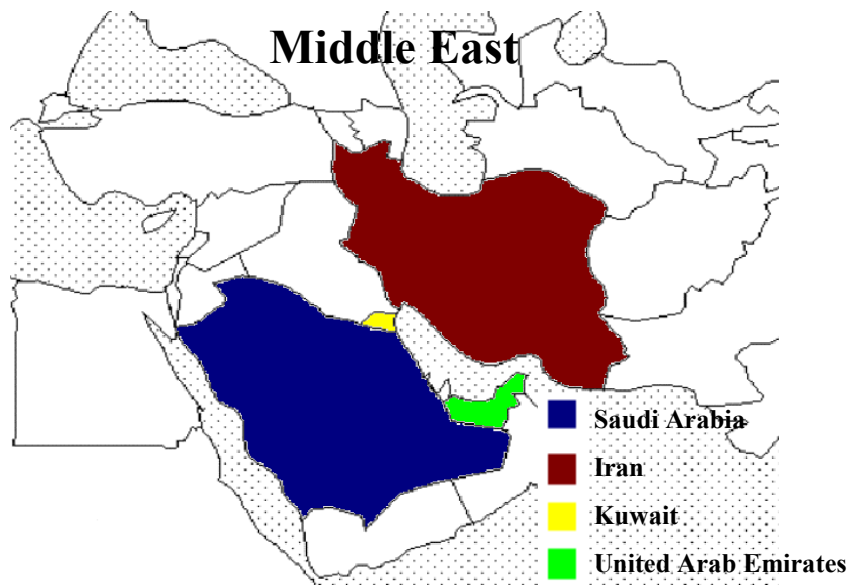 Middle East
Saudi Arabia
Iran
Kuwait
United Arab Emirates